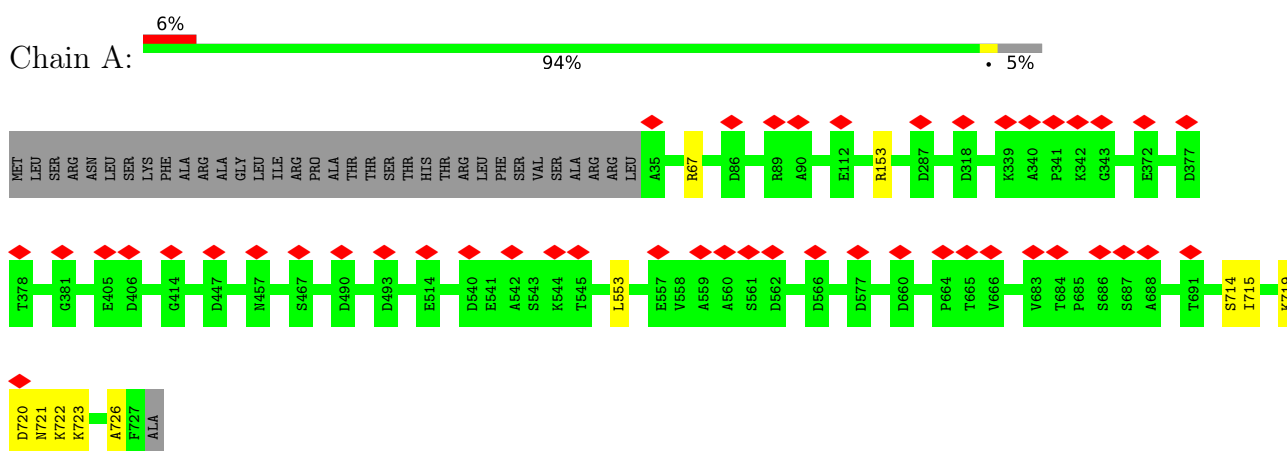 6%
Chain A:
94%
•
5%
MET LEU SER ARG ASN LEU SER LYS PHE ALA ARG ALA GLY LEU ILE ARG PRO ALA THR THR SER THR HIS THR ARG LEU PHE SER VAL SER ALA ARG ARG LEU A35 R67 D86 R89 A90 E112 R153 D287 D318 K339 A340 P341 K342 G343 E372 D377
T378 G381 E405 D406 G414 D447 N457 S467 D490 D493 E514 D540 E541 A542 S543 K544 T545 L553 E557 V558 A559 A560 S561 D562 D566 D577 D660 P664 T665 V666 V683 T684 P685 S686 S687 A688 T691 S714 I715 K719
D720 N721 K722 K723 A726 F727 ALA